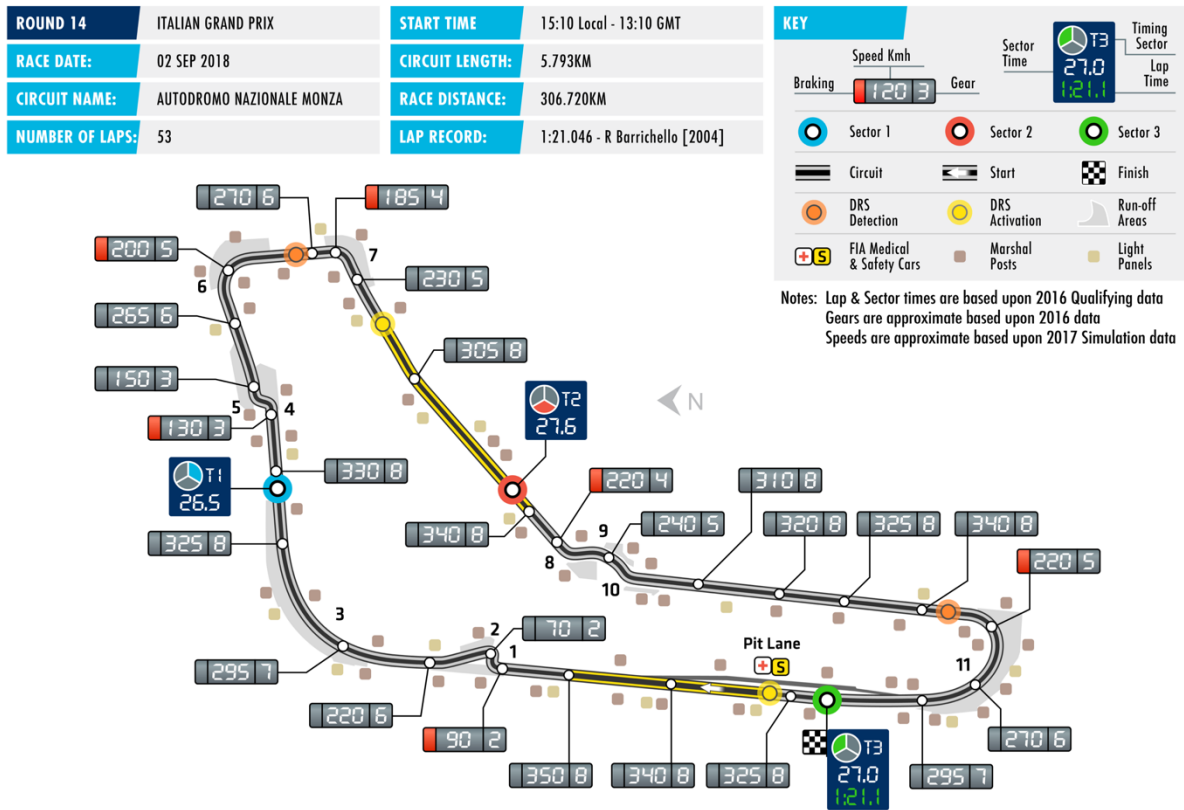 ROUND 14 ITALIAN GRAND PRIX
RACE DATE: 02 SEP 2018
CIRCUIT NAME: AUTODROMO NAZIONALE MONZA
NUMBER OF LAPS: 53
START TIME 15:10 Local - 13:10 GMT
CIRCUIT LENGTH: 5.793KM
RACE DISTANCE: 306.720KM
LAP RECORD: 1:21.046 - R Barrichello [2004]
KEY
Speed Kmh
Braking 120 3 Gear
Sector Time
T3
27.0
1:21.1
Timing Sector
Lap Time
Sector 1 Sector 2 Sector 3
Circuit Start Finish
DRS Detection
DRS Activation
Run-off Areas
S FIA Medical & Safety Cars
Marshal Posts
Light Panels
Notes: Lap & Sector times are based upon 2016 Qualifying data
Gears are approximate based upon 2016 data
Speeds are approximate based upon 2017 Simulation data
270 6
185 4
200 5
7
6
230 5
265 6
305 8
150 3
5
4
130 3
T2
27.6
N
T1
26.5
330 8
220 4
310 8
325 8
340 8
9
240 5
320 8
325 8
340 8
220 5
8
10
3
2
70 2
1
Pit Lane
S
11
295 7
220 6
90 2
270 6
350 8
340 8
325 8
T3
27.0
1:21.1
295 7